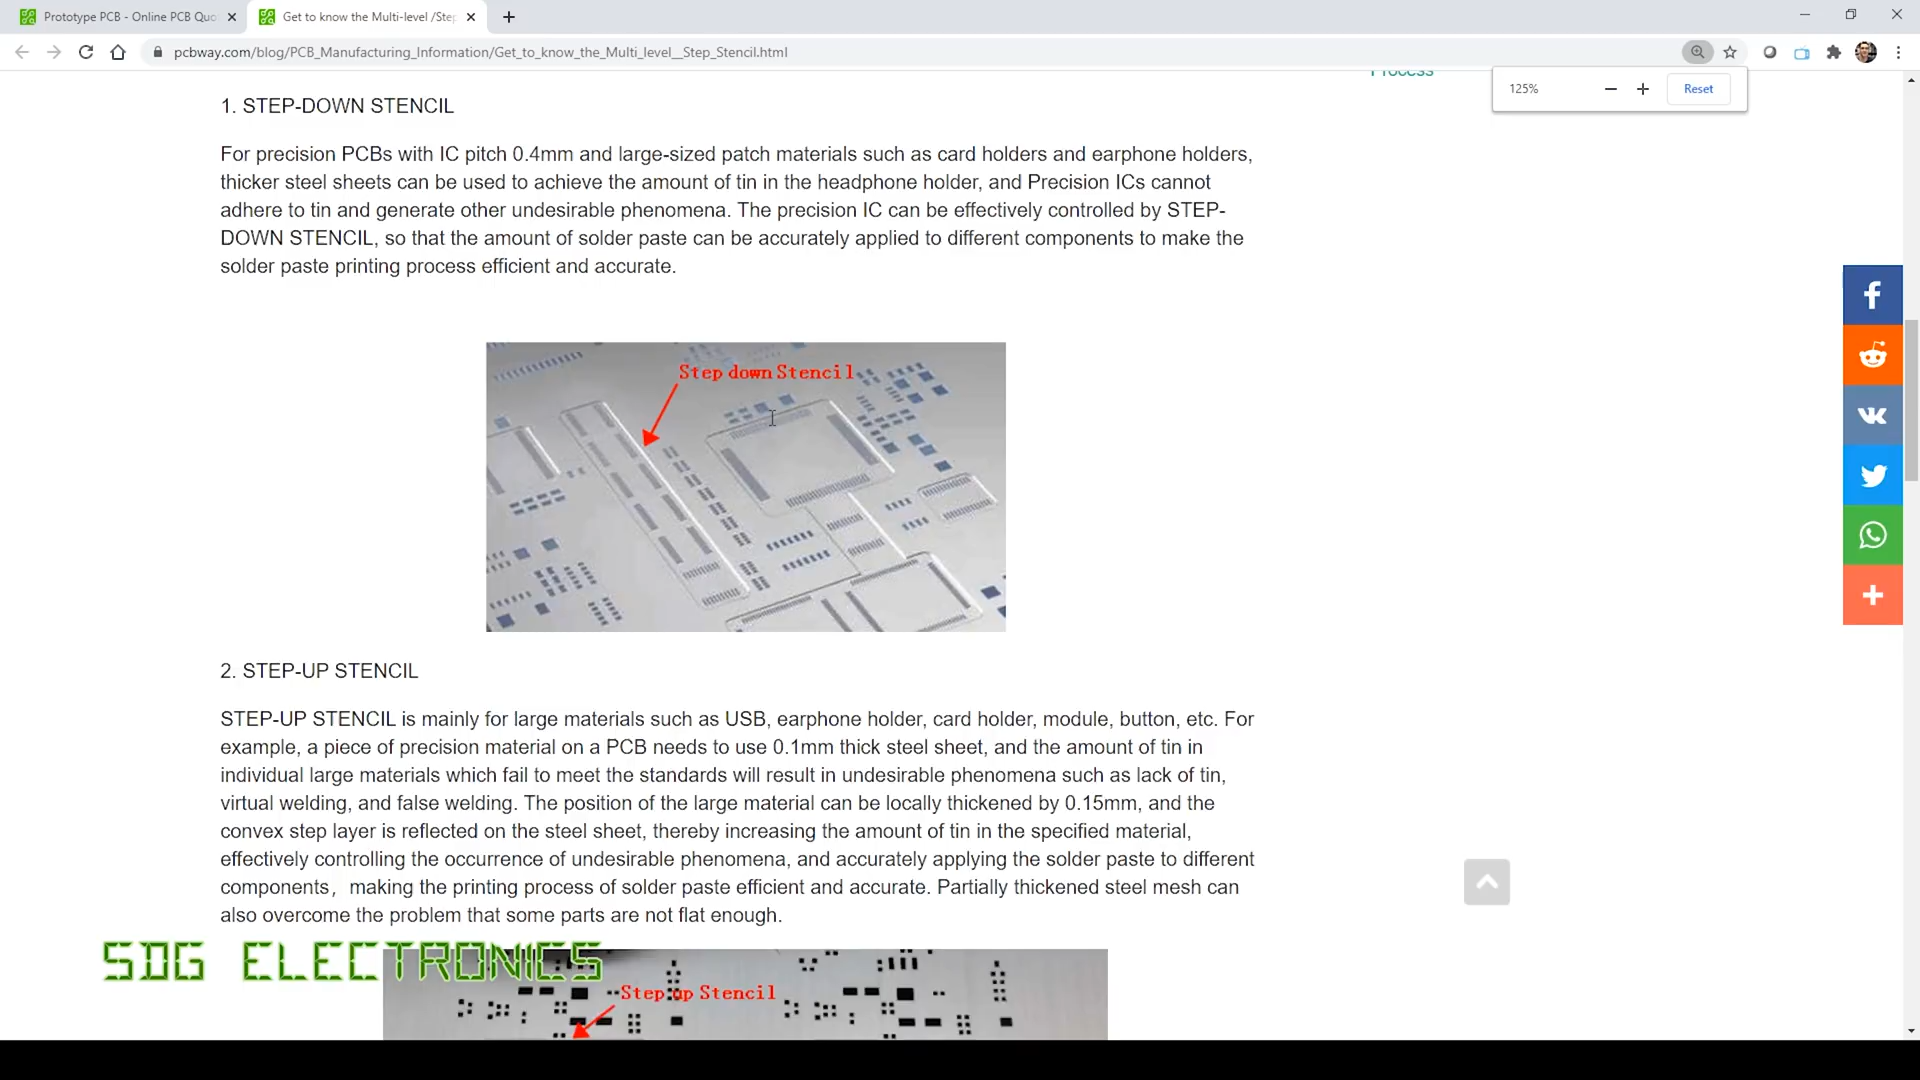 Prototype PCB - Online PCB Quo
Get to know the Multi-level /Step
pcbway.com/blog/PCB_Manufacturing_Information/Get_to_know_the_Multi_level__Step_Stencil.html
Process
125%
Reset
1. STEP-DOWN STENCIL
For precision PCBs with IC pitch 0.4mm and large-sized patch materials such as card holders and earphone holders,
thicker steel sheets can be used to achieve the amount of tin in the headphone holder, and Precision ICs cannot
adhere to tin and generate other undesirable phenomena. The precision IC can be effectively controlled by STEP-
DOWN STENCIL, so that the amount of solder paste can be accurately applied to different components to make the
solder paste printing process efficient and accurate.
Step down Stencil
2. STEP-UP STENCIL
STEP-UP STENCIL is mainly for large materials such as USB, earphone holder, card holder, module, button, etc. For
example, a piece of precision material on a PCB needs to use 0.1mm thick steel sheet, and the amount of tin in
individual large materials which fail to meet the standards will result in undesirable phenomena such as lack of tin,
virtual welding, and false welding. The position of the large material can be locally thickened by 0.15mm, and the
convex step layer is reflected on the steel sheet, thereby increasing the amount of tin in the specified material,
effectively controlling the occurrence of undesirable phenomena, and accurately applying the solder paste to different
components，making the printing process of solder paste efficient and accurate. Partially thickened steel mesh can
also overcome the problem that some parts are not flat enough.
SDG ELECTRONICS
Step up Stencil